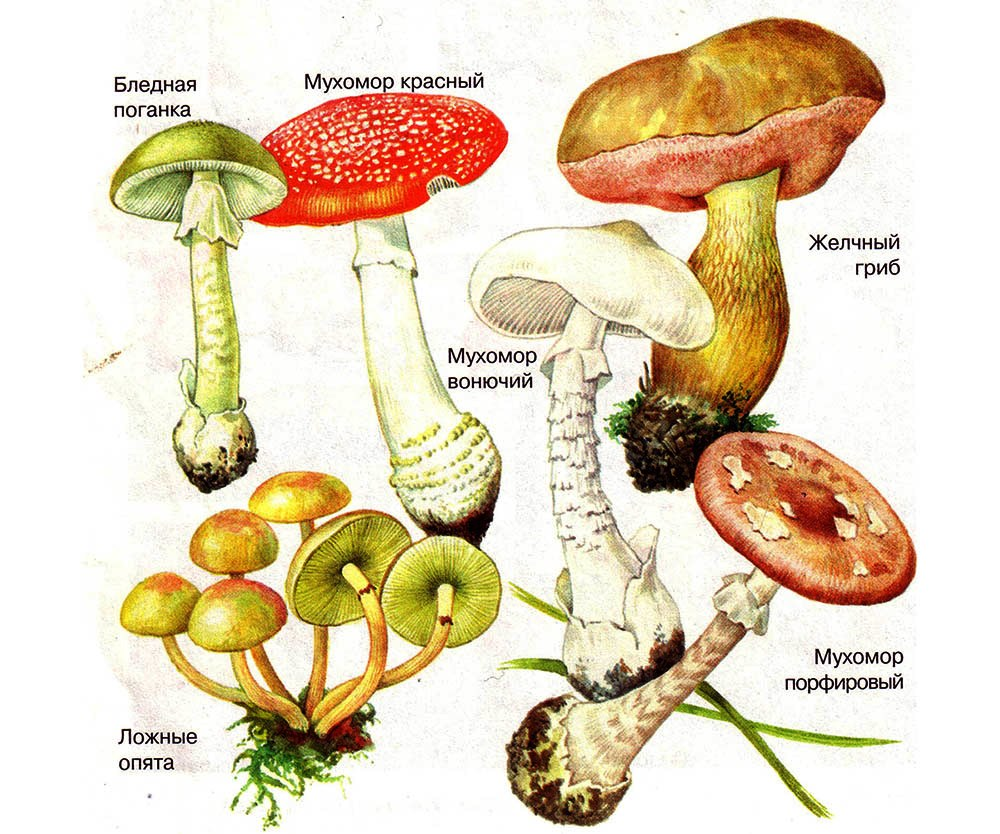 Бледная
поганка
Мухомор красный
Желчный
гриб
Мухомор
вонючий
Мухомор
порфировый
Ложные
опята